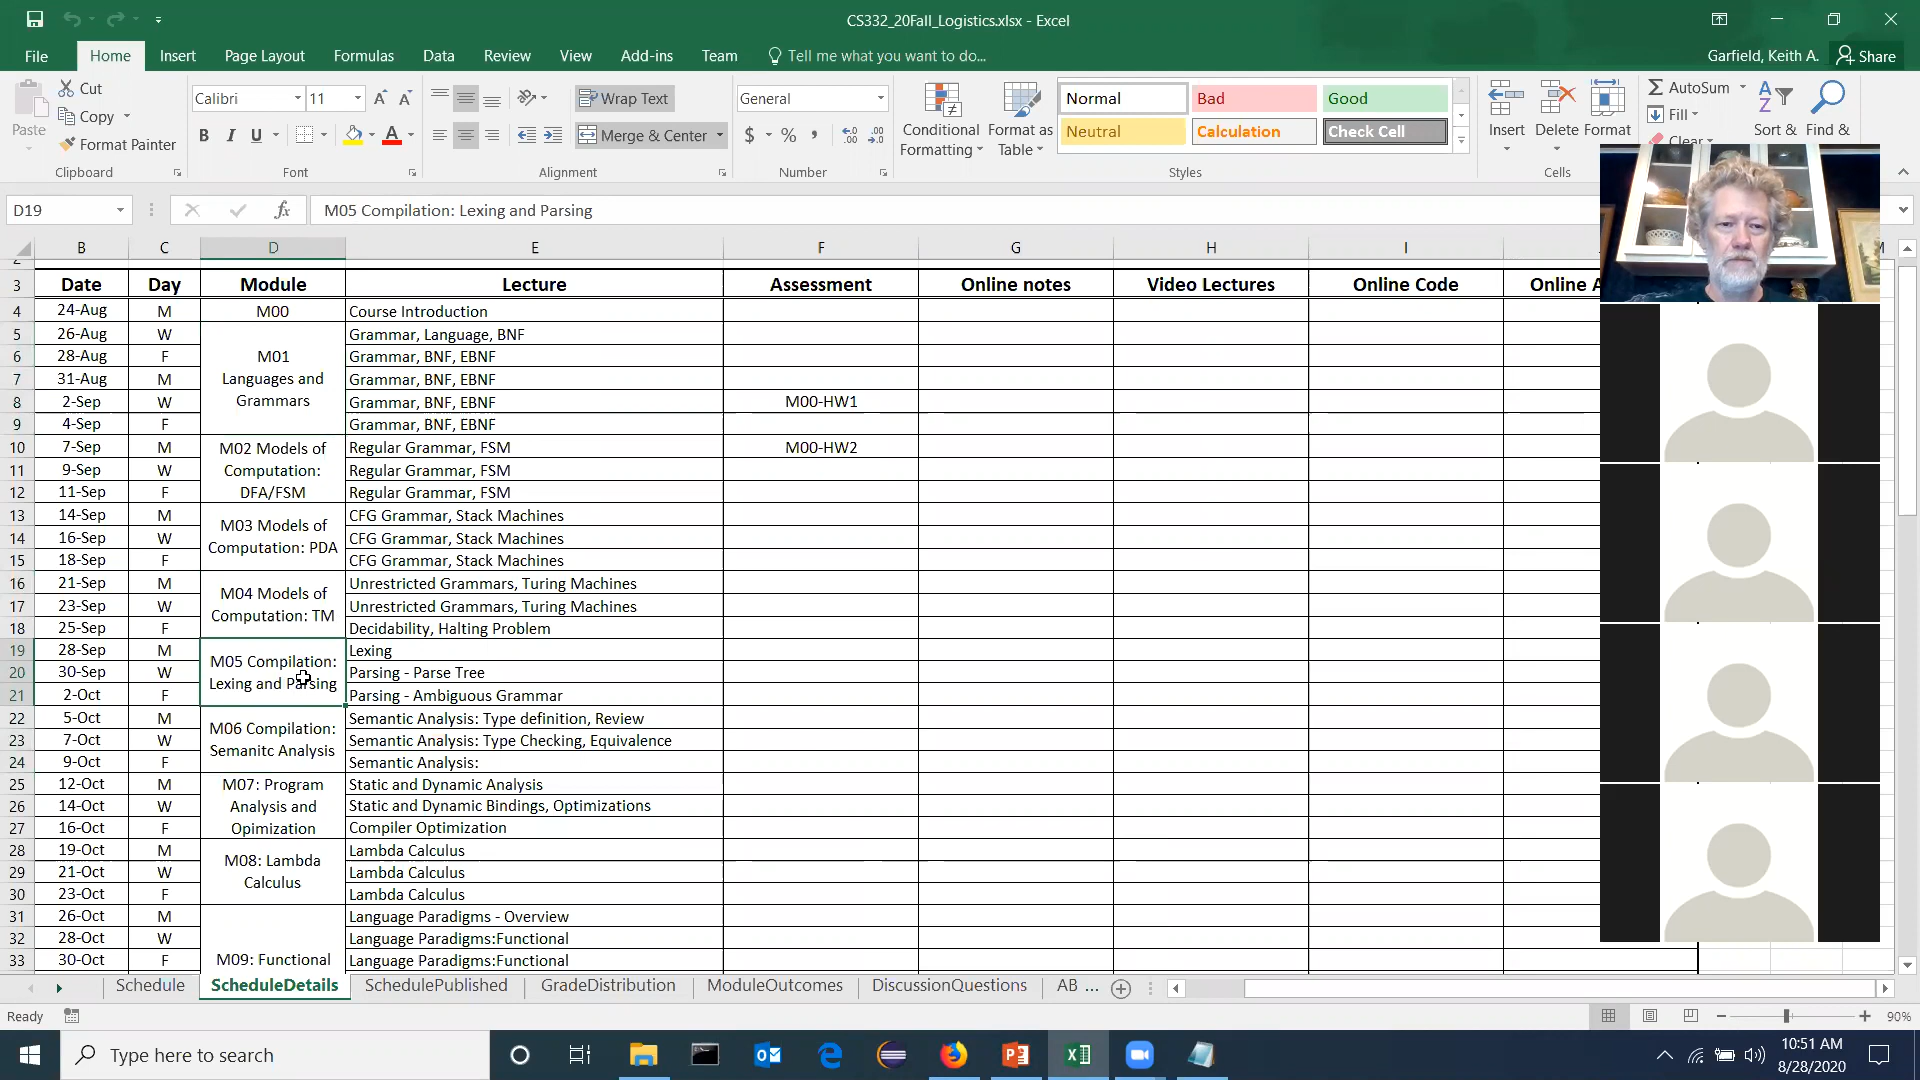 CS332_20Fall_Logistics.xlsx - Excel
File Home Insert Page Layout Formulas Data Review View Add-ins Team Tell me what you want to do... Garfield, Keith A. Share
Paste Cut Copy Format Painter Clipboard
Calibri 11 A A B I U A Font
Wrap Text Merge & Center Alignment
General $ % , Number
Conditional Formatting Format as Table
Normal Bad Good
Neutral Calculation Check Cell
Styles
Insert Delete Format Cells
AutoSum Fill Clear Sort & Find &
D19 fx M05 Compilation: Lexing and Parsing
B C D E F G H I M
3 Date Day Module Lecture Assessment Online notes Video Lectures Online Code Online A
4 24-Aug M M00 Course Introduction
5 26-Aug W Grammar, Language, BNF
6 28-Aug F M01 Grammar, BNF, EBNF
7 31-Aug M Languages and Grammar, BNF, EBNF
8 2-Sep W Grammars Grammar, BNF, EBNF M00-HW1
9 4-Sep F Grammar, BNF, EBNF
10 7-Sep M M02 Models of Regular Grammar, FSM M00-HW2
11 9-Sep W Computation: Regular Grammar, FSM
12 11-Sep F DFA/FSM Regular Grammar, FSM
13 14-Sep M M03 Models of CFG Grammar, Stack Machines
14 16-Sep W Computation: PDA CFG Grammar, Stack Machines
15 18-Sep F CFG Grammar, Stack Machines
16 21-Sep M M04 Models of Unrestricted Grammars, Turing Machines
17 23-Sep W Computation: TM Unrestricted Grammars, Turing Machines
18 25-Sep F Decidability, Halting Problem
19 28-Sep M M05 Compilation: Lexing
20 30-Sep W Lexing and Parsing Parsing - Parse Tree
21 2-Oct F Parsing - Ambiguous Grammar
22 5-Oct M M06 Compilation: Semantic Analysis: Type definition, Review
23 7-Oct W Semanitc Analysis Semantic Analysis: Type Checking, Equivalence
24 9-Oct F Semantic Analysis:
25 12-Oct M M07: Program Static and Dynamic Analysis
26 14-Oct W Analysis and Static and Dynamic Bindings, Optimizations
27 16-Oct F Opimization Compiler Optimization
28 19-Oct M M08: Lambda Lambda Calculus
29 21-Oct W Calculus Lambda Calculus
30 23-Oct F Lambda Calculus
31 26-Oct M Language Paradigms - Overview
32 28-Oct W Language Paradigms:Functional
33 30-Oct F M09: Functional Language Paradigms:Functional
Schedule ScheduleDetails SchedulePublished GradeDistribution ModuleOutcomes DiscussionQuestions AB ...
Ready 90%
Type here to search
10:51 AM
8/28/2020